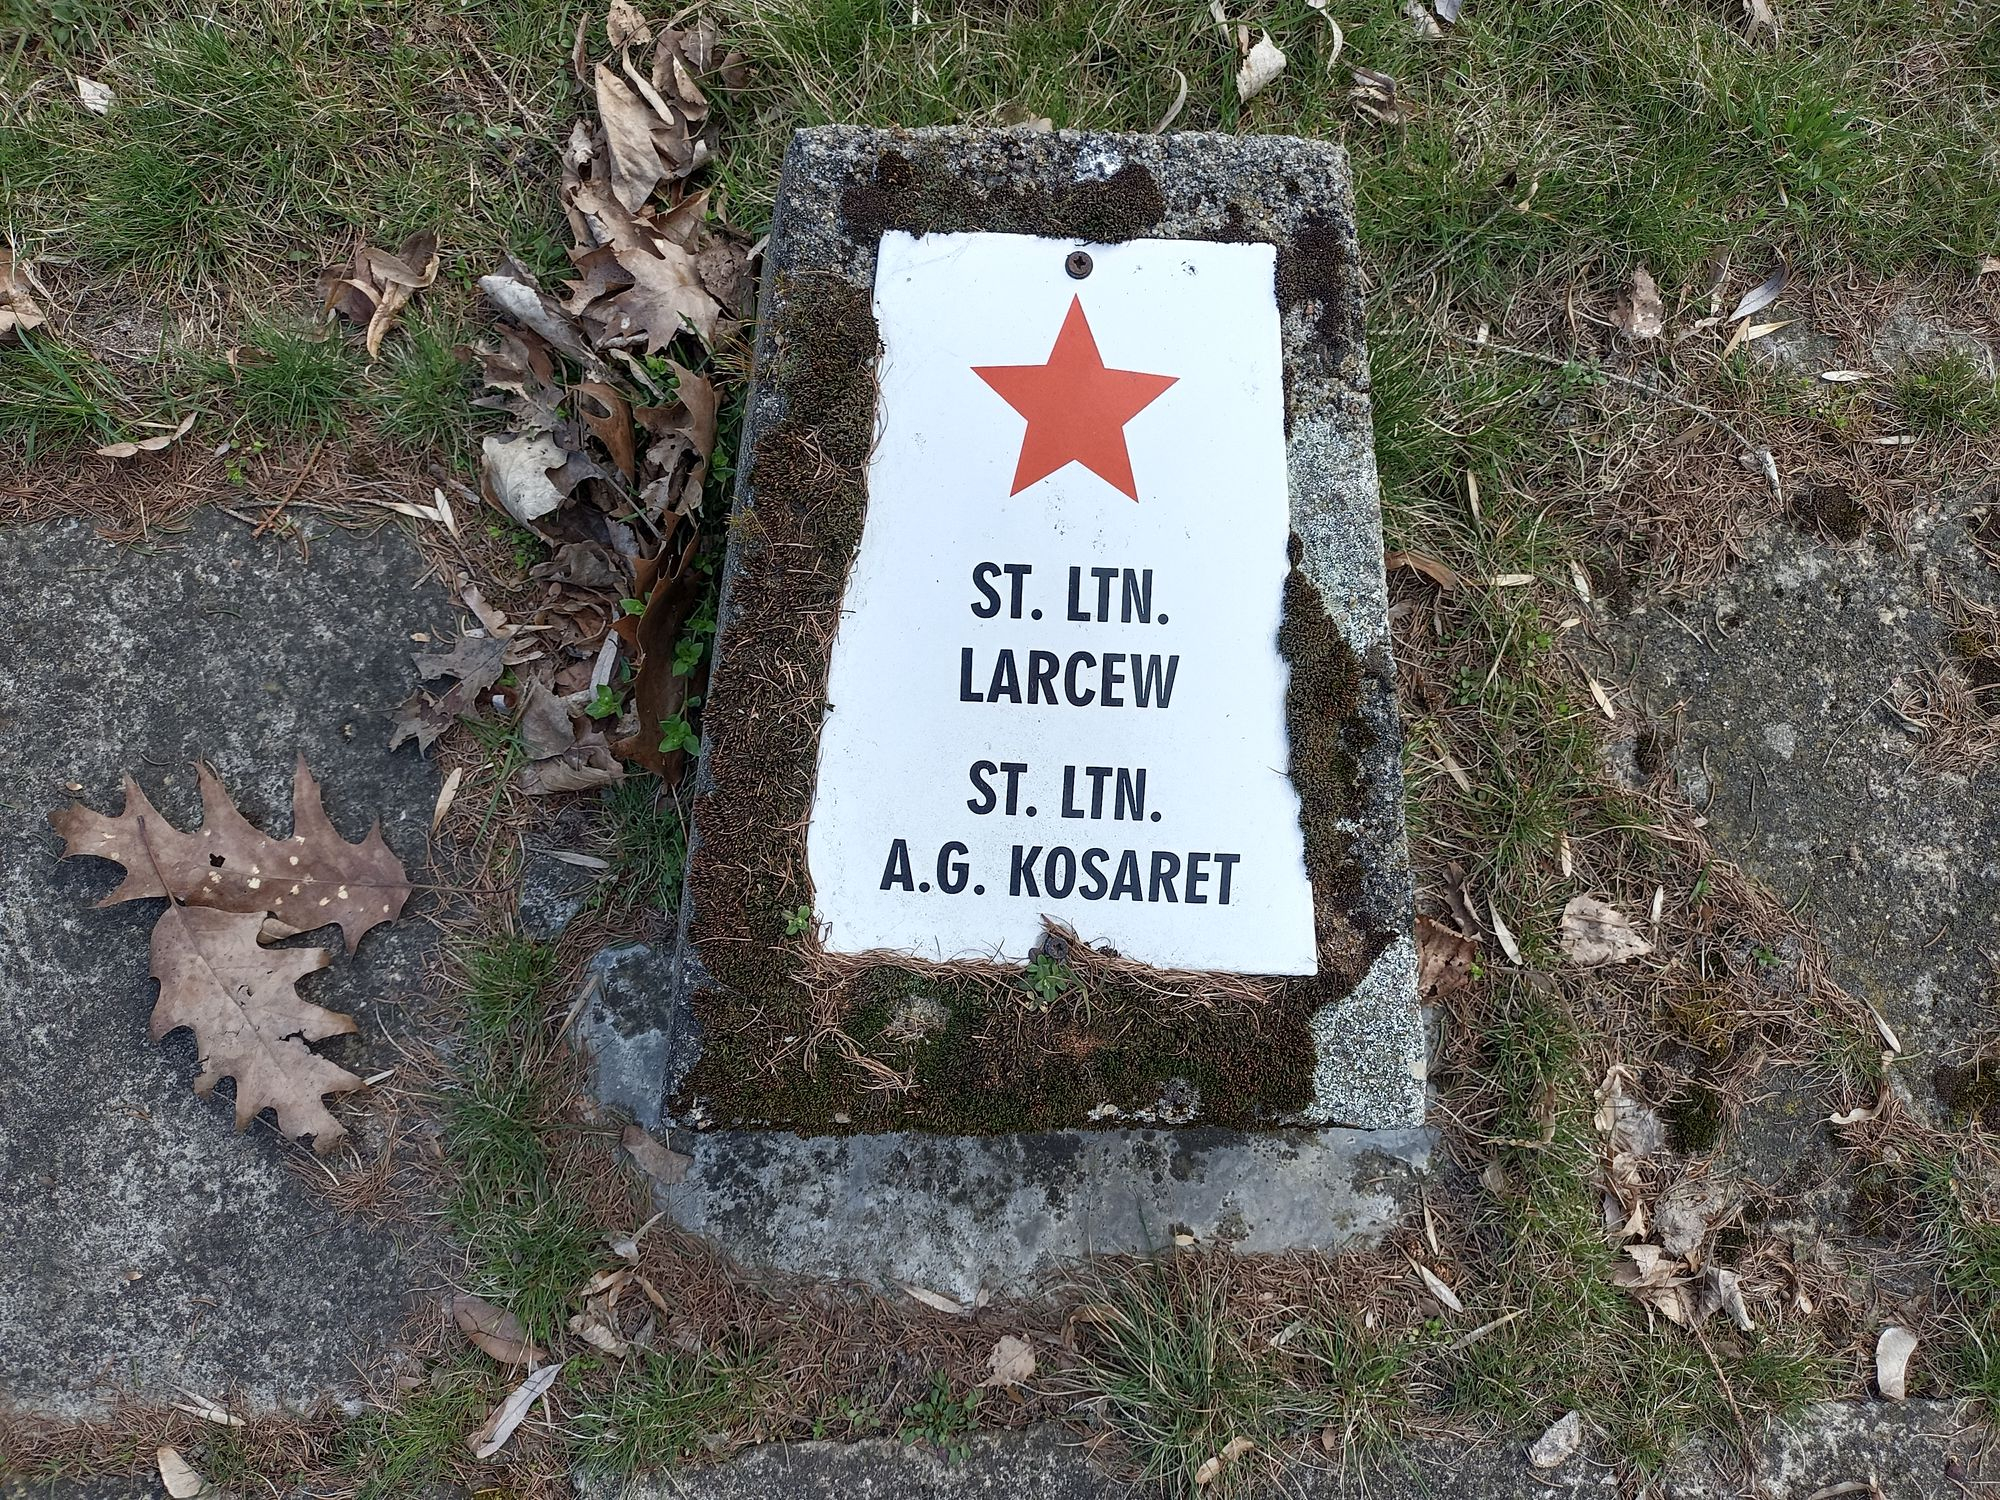 ST. LTN.
LARCEW
ST. LTN.
A.G. KOSARET